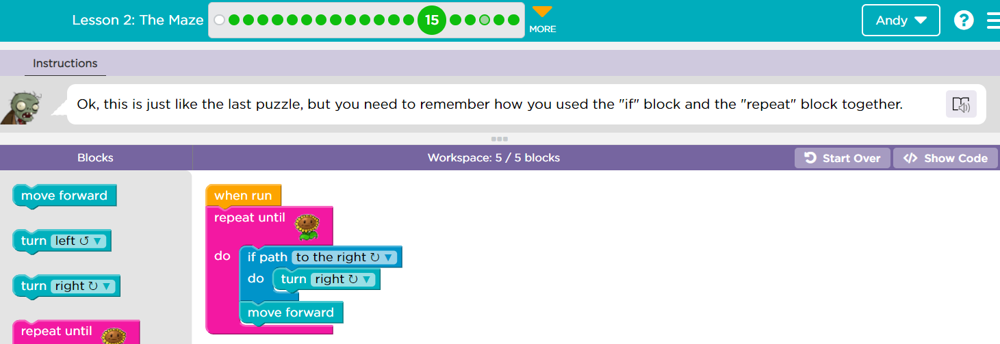 Lesson 2: The Maze 15 MORE Andy ?
Instructions
Ok, this is just like the last puzzle, but you need to remember how you used the "if" block and the "repeat" block together.
Blocks Workspace: 5 / 5 blocks Start Over </> Show Code
move forward
turn left ↺ ▼
turn right ↻ ▼
repeat until
when run
repeat until
do if path to the right ↻ ▼
do turn right ↻ ▼
move forward